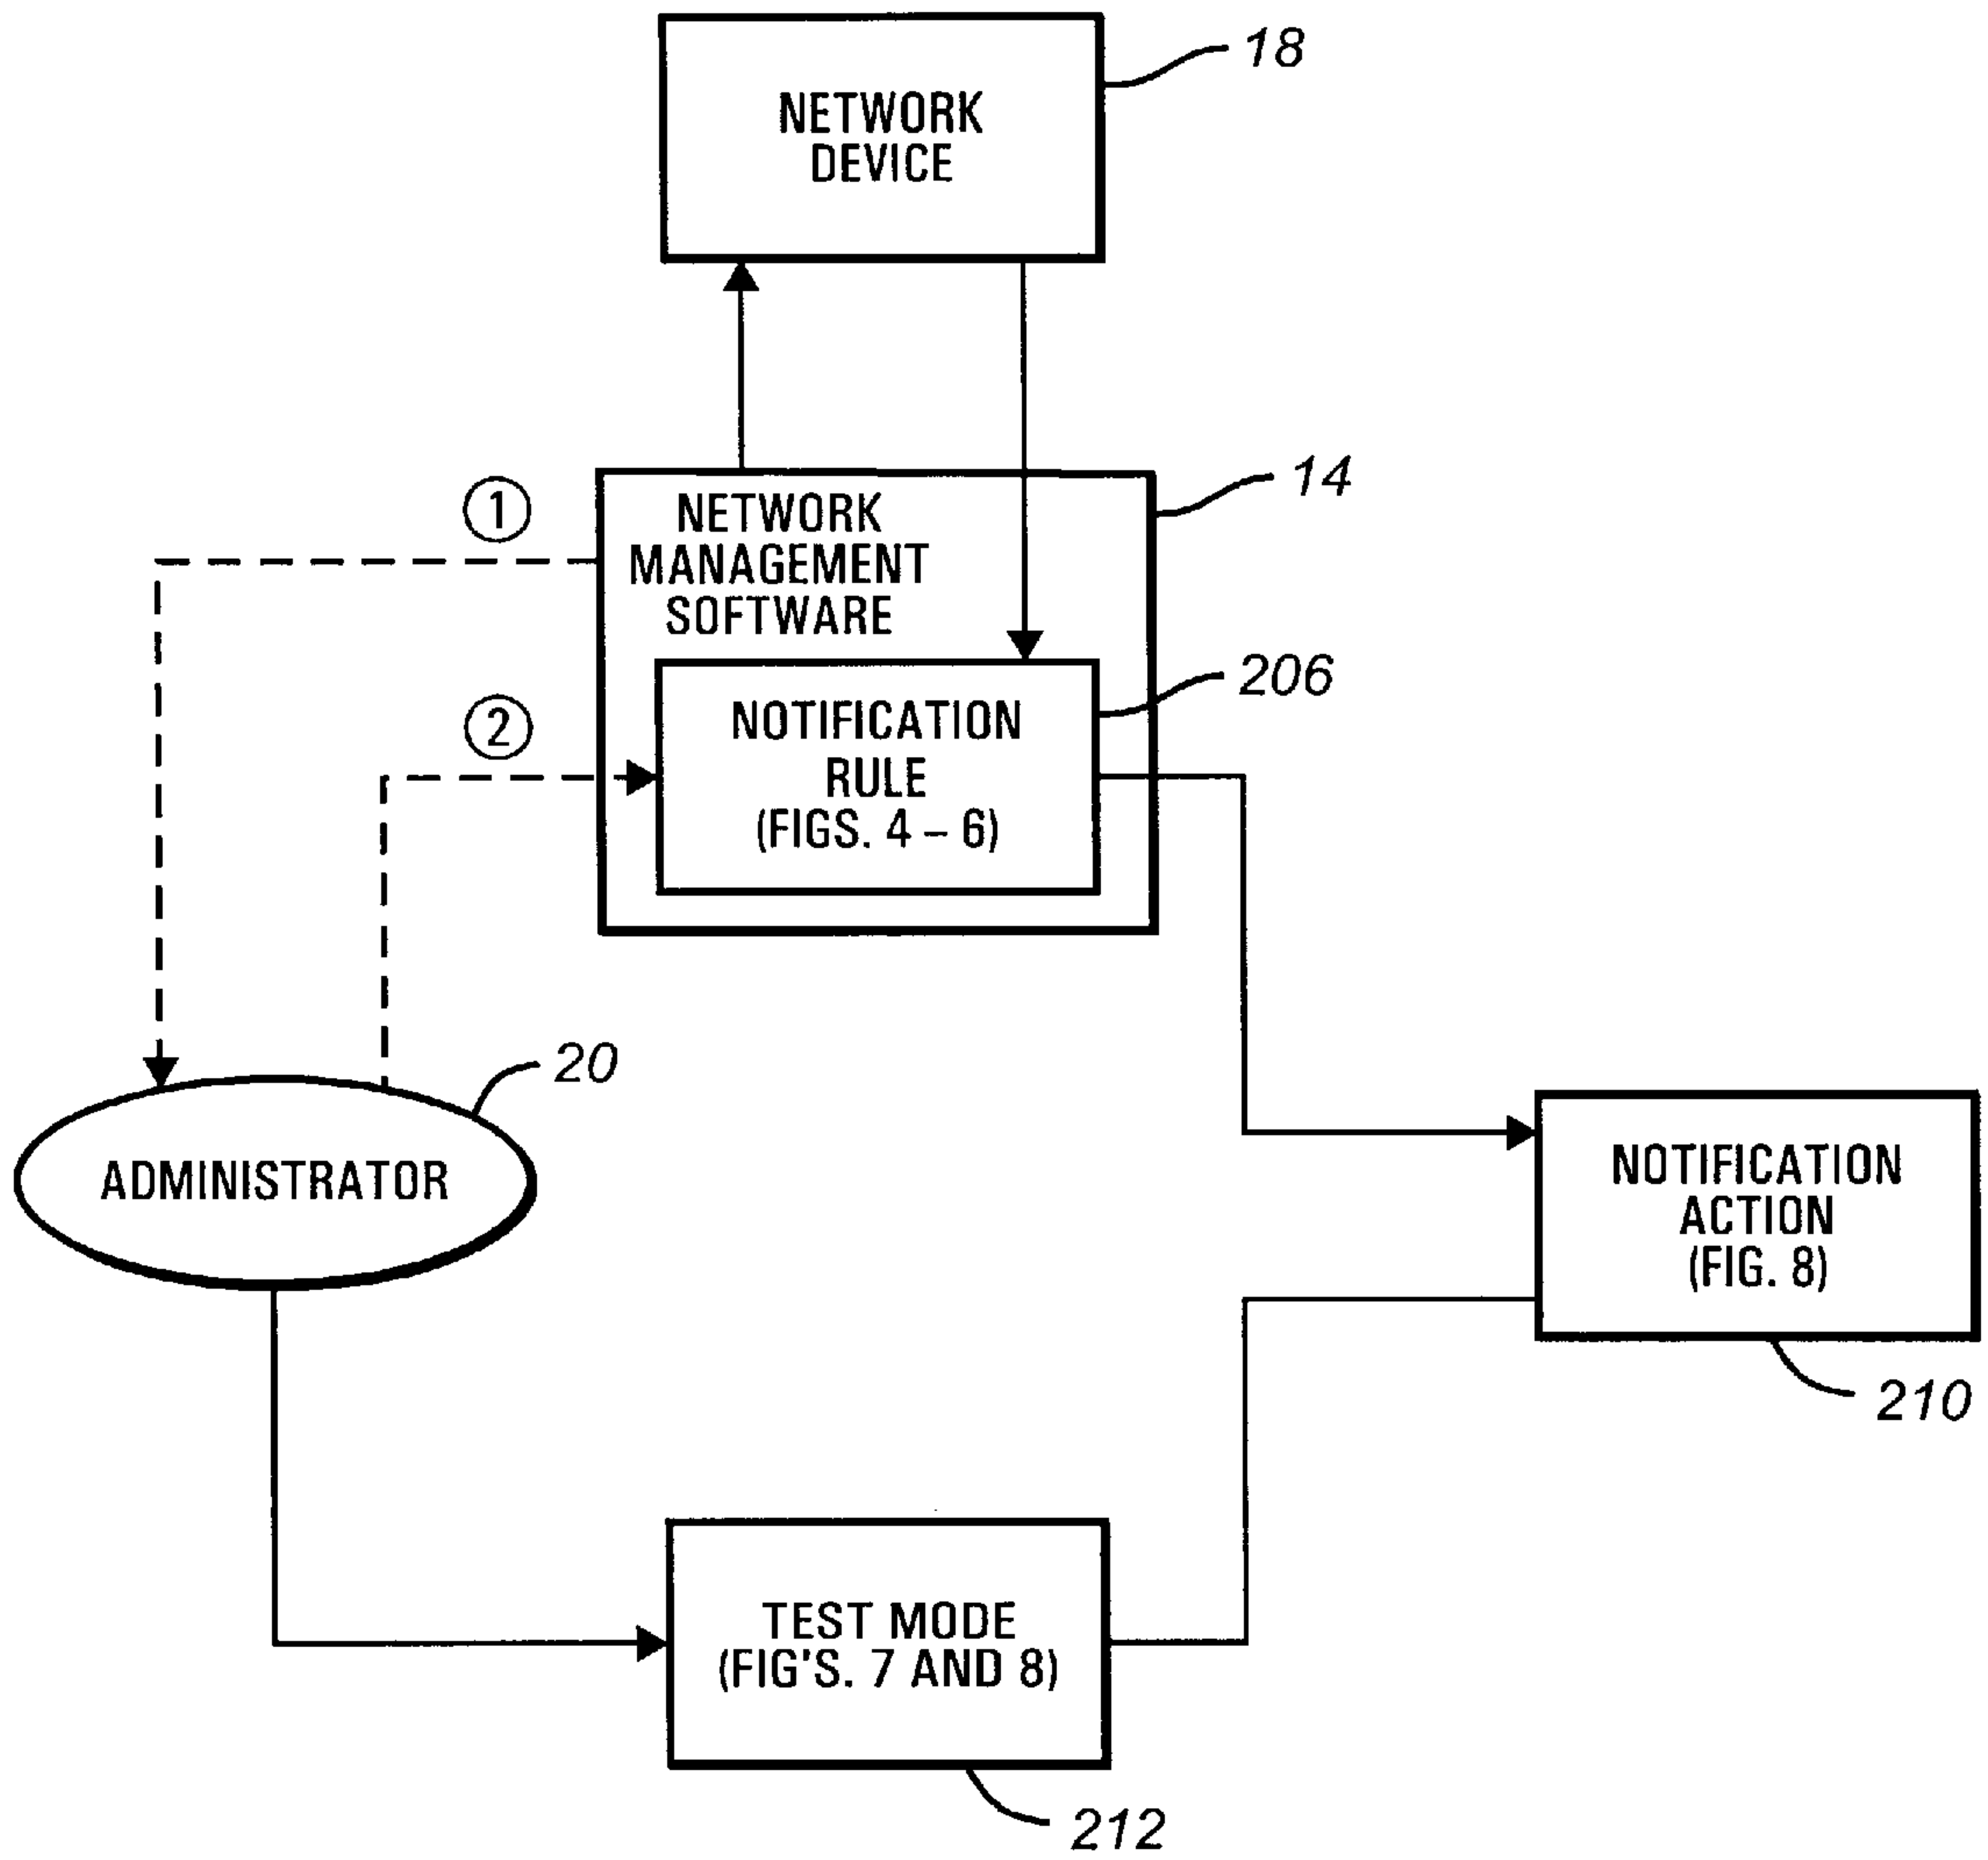 18
NETWORK
DEVICE
14
1
NETWORK
MANAGEMENT
SOFTWARE
206
2
NOTIFICATION
RULE
(FIGS. 4 – 6)
20
ADMINISTRATOR
NOTIFICATION
ACTION
(FIG. 8)
210
TEST MODE
(FIG'S. 7 AND 8)
212